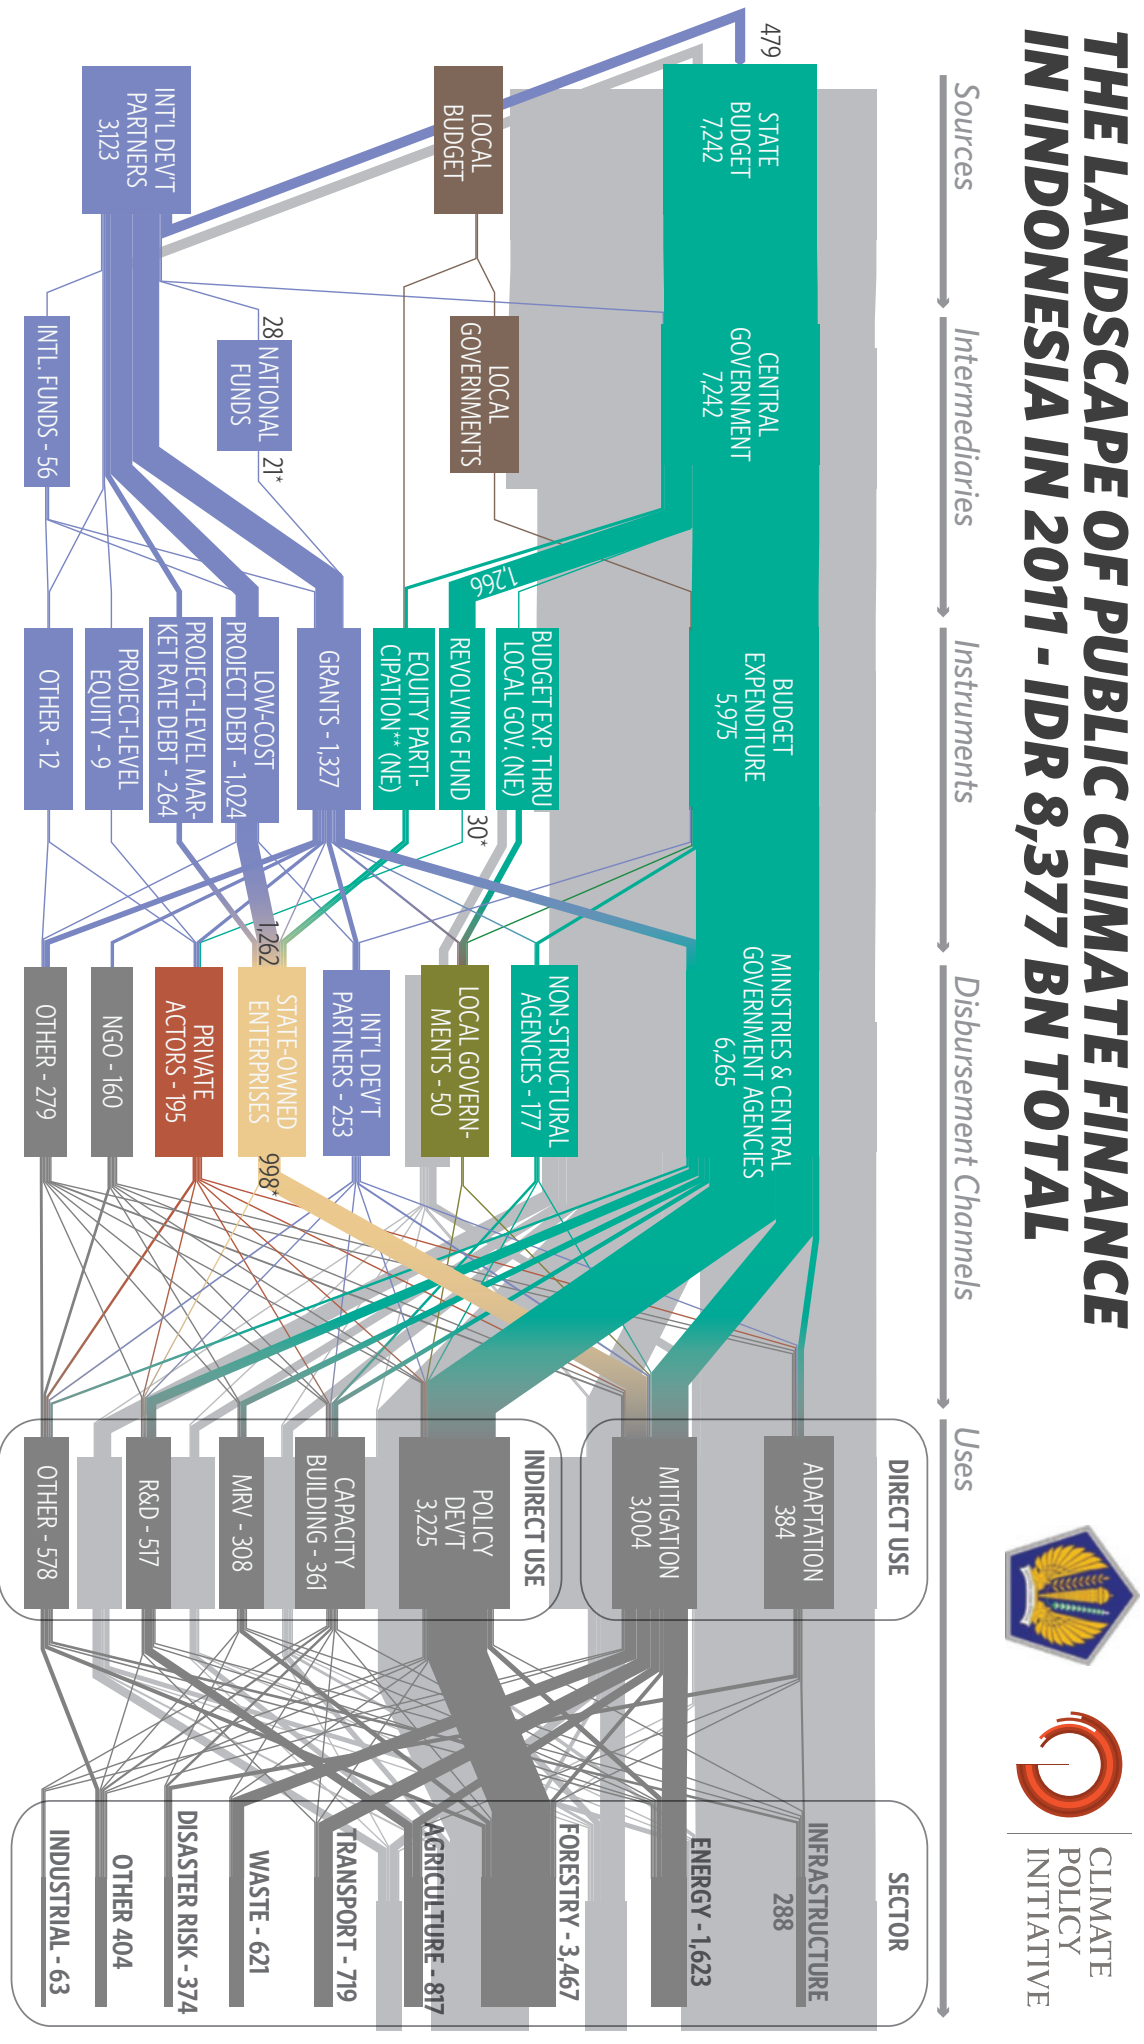 THE LANDSCAPE OF PUBLIC CLIMATE FINANCE
IN INDONESIA IN 2011 - IDR 8,377 BN TOTAL
CLIMATE
POLICY
INITIATIVE
Sources
Intermediaries
Instruments
Disbursement Channels
Uses
479
STATE
BUDGET
7,242
LOCAL
BUDGET
INT'L DEV'T
PARTNERS
3,123
CENTRAL
GOVERNMENT
7,242
LOCAL
GOVERNMENTS
28
NATIONAL
FUNDS
21*
INTL. FUNDS - 56
BUDGET
EXPENDITURE
5,975
1,266
BUDGET EXP. THRU
LOCAL GOV. (NE)
REVOLVING FUND
30*
EQUITY PARTI-
CIPATION** (NE)
GRANTS - 1,327
LOW-COST
PROJECT DEBT - 1,024
PROJECT-LEVEL MAR-
KET RATE DEBT - 264
PROJECT-LEVEL
EQUITY - 9
OTHER - 12
MINISTRIES & CENTRAL
GOVERNMENT AGENCIES
6,265
NON-STRUCTURAL
AGENCIES - 177
LOCAL GOVERN-
MENTS - 50
INT'L DEV'T
PARTNERS - 253
1,262
STATE-OWNED
ENTERPRISES
998*
PRIVATE
ACTORS - 195
NGO - 160
OTHER - 279
DIRECT USE
ADAPTATION
384
MITIGATION
3,004
INDIRECT USE
POLICY
DEV'T
3,225
CAPACITY
BUILDING - 361
MRV - 308
R&D - 517
OTHER - 578
SECTOR
INFRASTRUCTURE
288
ENERGY - 1,623
FORESTRY - 3,467
AGRICULTURE - 817
TRANSPORT - 719
WASTE - 621
DISASTER RISK - 374
OTHER 404
INDUSTRIAL - 63